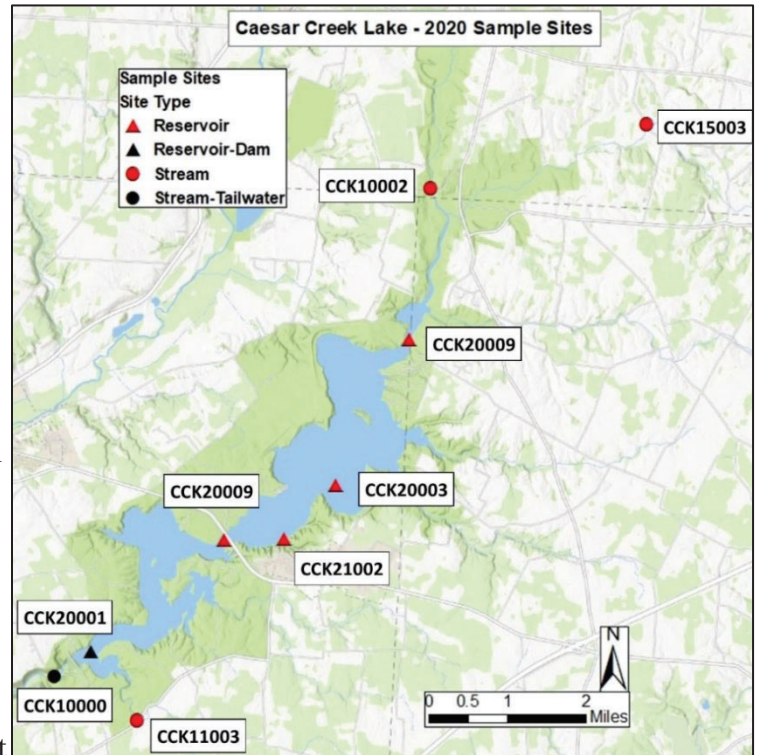 Caesar Creek Lake - 2020 Sample Sites
Sample Sites
Site Type
Reservoir
Reservoir-Dam
Stream
Stream-Tailwater
CCK15003
CCK10002
CCK20009
CCK20009
CCK20003
CCK21002
CCK20001
CCK10000
CCK11003
N
0 0.5 1 2
Miles
t